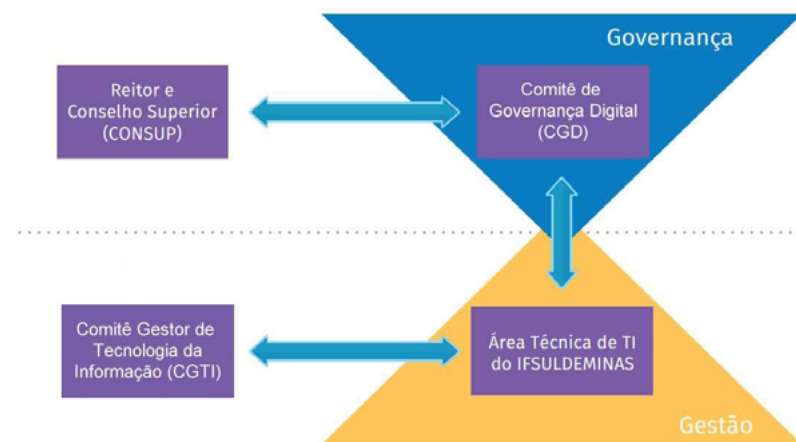 Governança
Reitor e
Conselho Superior
(CONSUP)
Comitê de
Governança Digital
(CGD)
Comitê Gestor de
Tecnologia da
Informação (CGTI)
Área Técnica de TI
do IFSULDEMINAS
Gestão